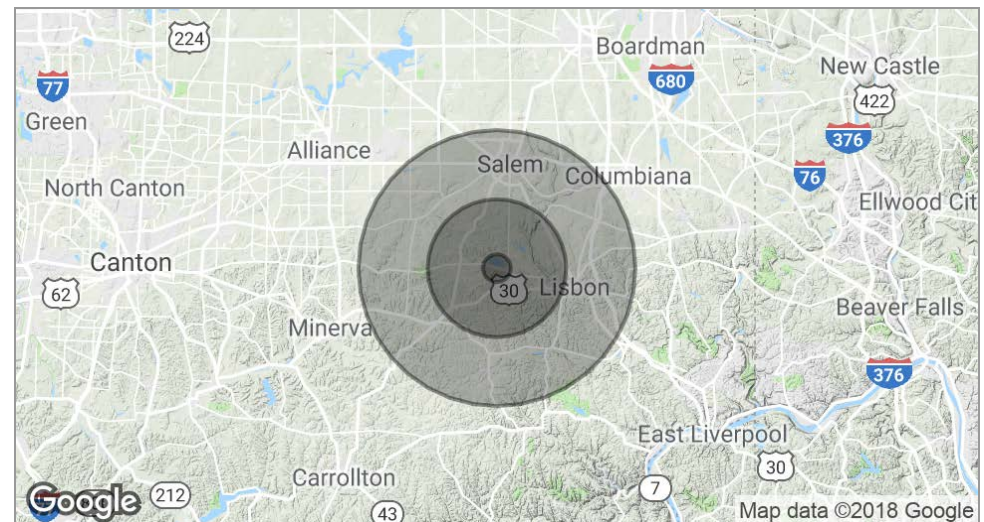 224
Boardman
New Castle
77
680
422
Green
376
Alliance
Salem
76
Columbiana
North Canton
Ellwood Cit
Canton
30
Lisbon
62
Beaver Falls
Minerva
376
East Liverpool
30
Carrollton
7
Google
212
43
Map data ©2018 Google